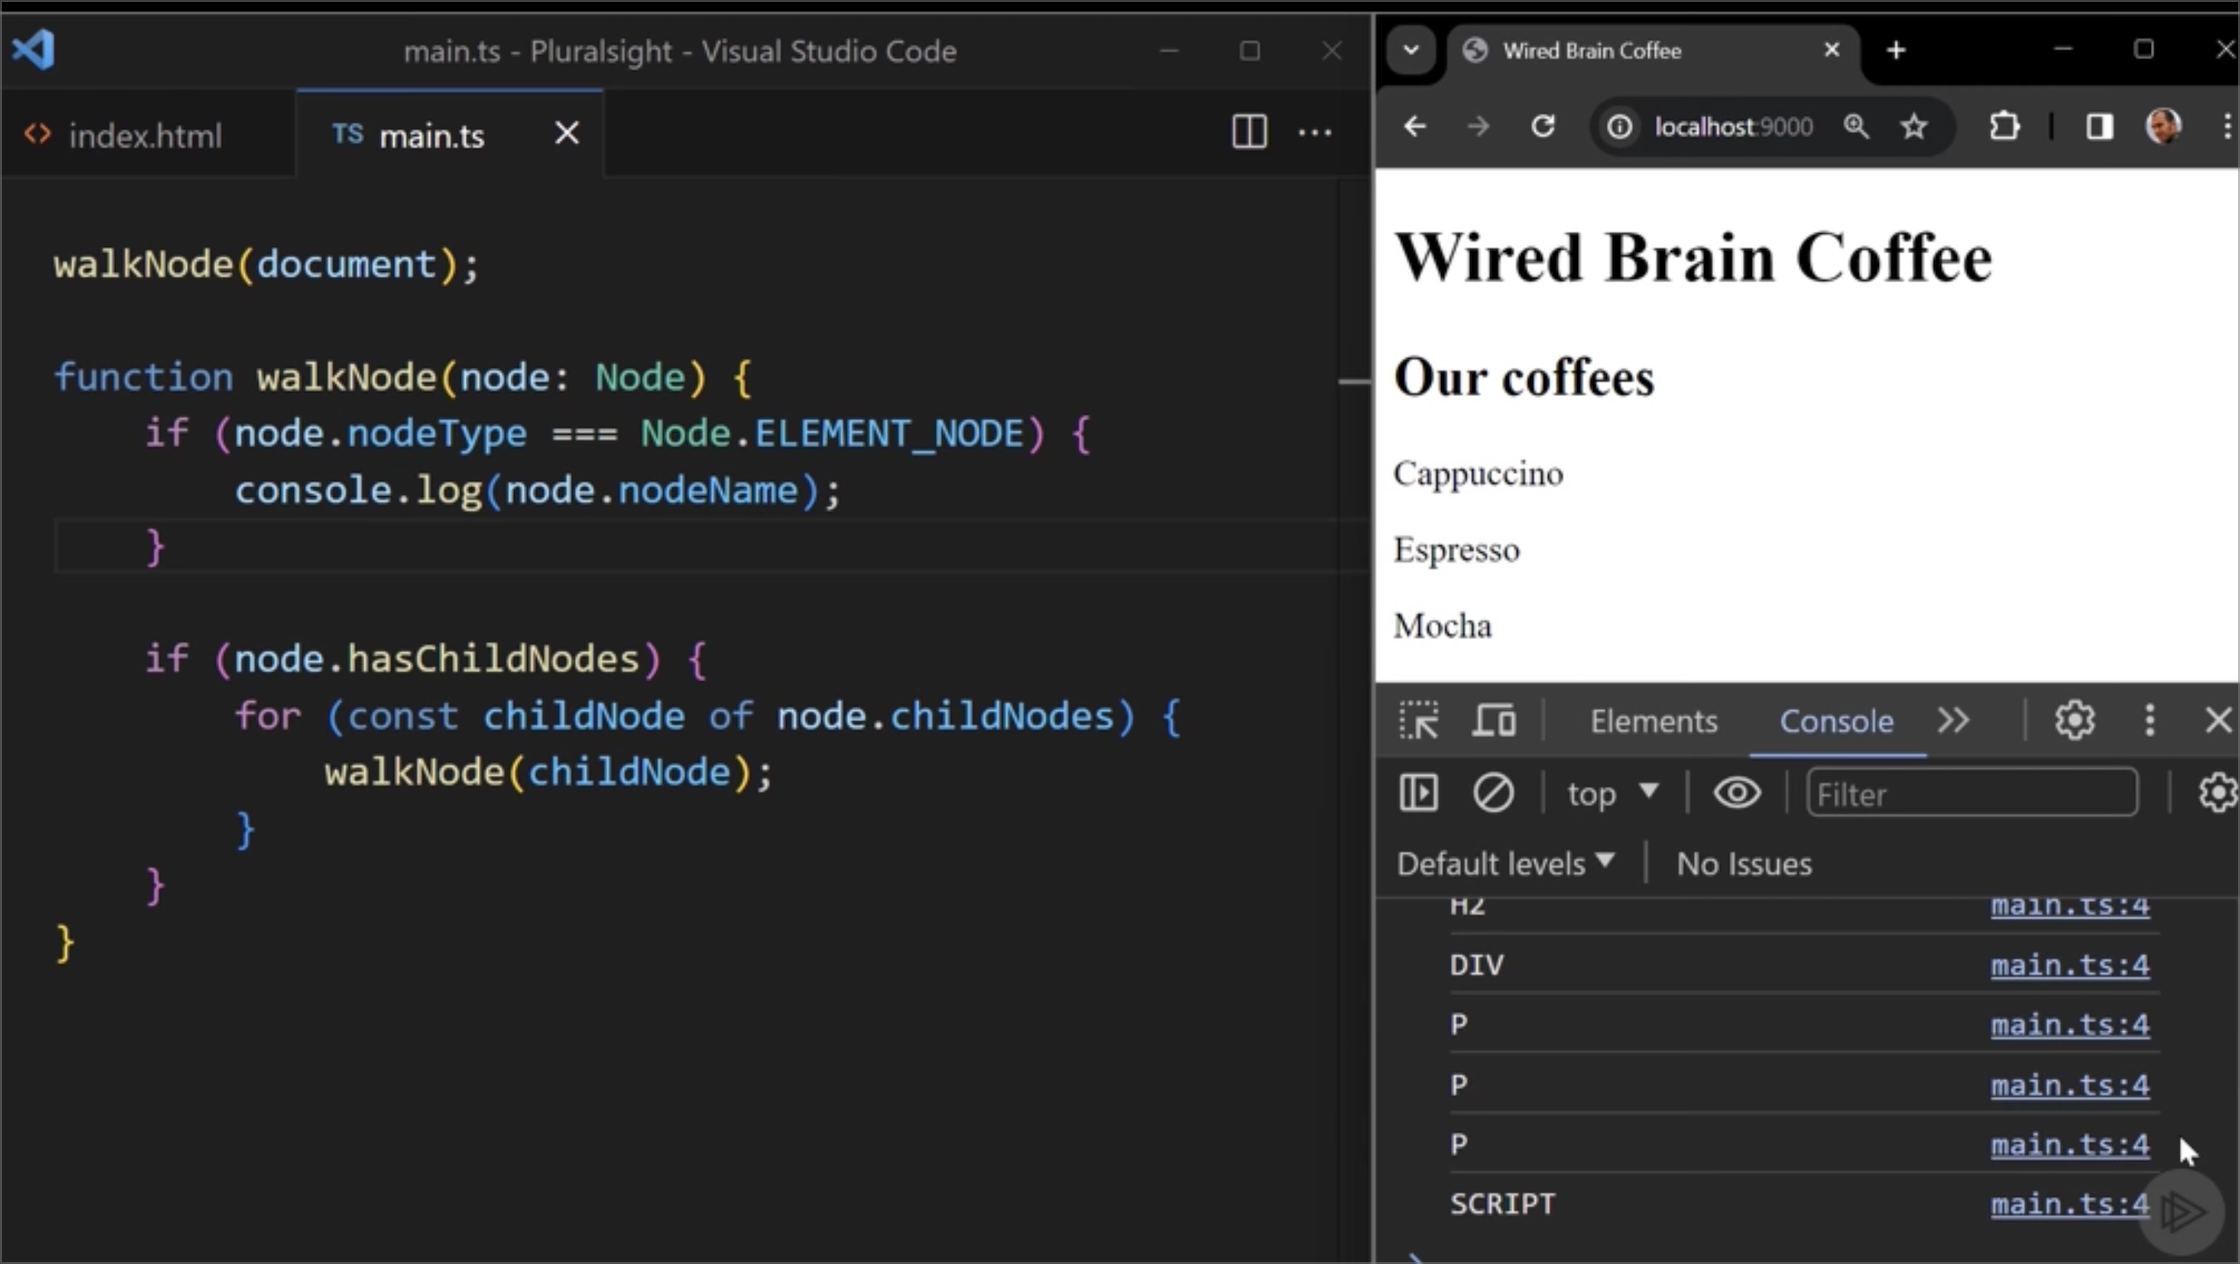 main.ts - Pluralsight - Visual Studio Code
index.html
TS main.ts
walkNode(document);
function walkNode(node: Node) {
if (node.nodeType === Node.ELEMENT_NODE) {
console.log(node.nodeName);
}
if (node.hasChildNodes) {
for (const childNode of node.childNodes) {
walkNode(childNode);
}
}
}
Wired Brain Coffee
localhost:9000
Wired Brain Coffee
Our coffees
Cappuccino
Espresso
Mocha
Elements Console
top Filter
Default levels No Issues
H2 main.ts:4
DIV main.ts:4
P main.ts:4
P main.ts:4
P main.ts:4
SCRIPT main.ts:4